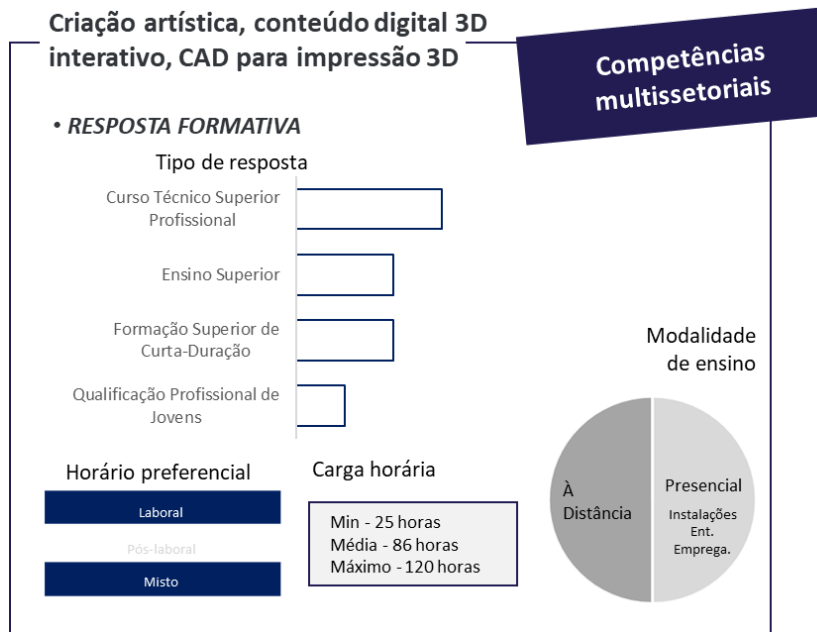 Criação artística, conteúdo digital 3D
interativo, CAD para impressão 3D
Competências
multissetoriais
• RESPOSTA FORMATIVA
Tipo de resposta
Curso Técnico Superior
Profissional
Ensino Superior
Formação Superior de
Curta-Duração
Qualificação Profissional de
Jovens
Modalidade
de ensino
À
Distância
Presencial
Instalações
Ent.
Emprega.
Horário preferencial
Laboral
Pós-laboral
Misto
Carga horária
Min - 25 horas
Média - 86 horas
Máximo - 120 horas